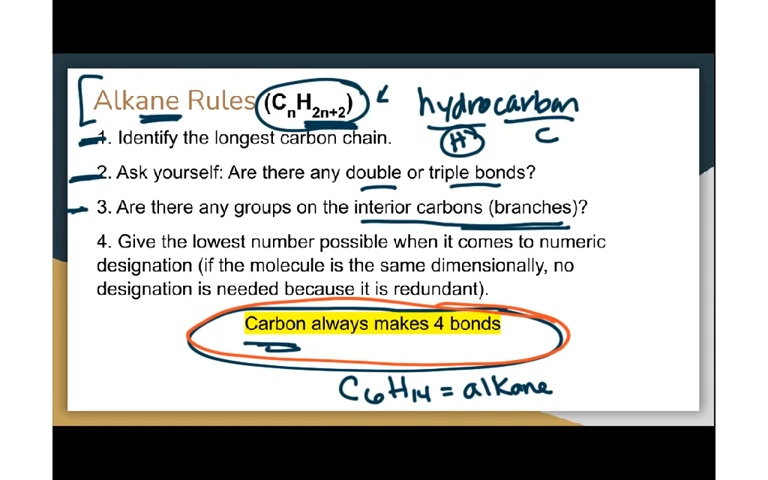 Alkane Rules (CnH2n+2) hydrocarbon
H C
1. Identify the longest carbon chain.
2. Ask yourself: Are there any double or triple bonds?
3. Are there any groups on the interior carbons (branches)?
4. Give the lowest number possible when it comes to numeric
designation (if the molecule is the same dimensionally, no
designation is needed because it is redundant).
Carbon always makes 4 bonds
C6H14 = alkane